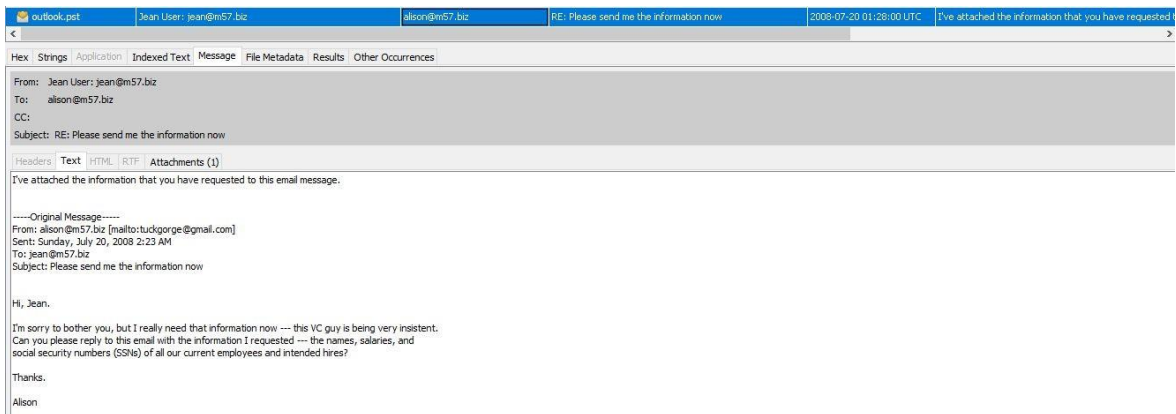 outlook.pst Jean User: jean@m57.biz alison@m57.biz RE: Please send me the information now 2008-07-20 01:28:00 UTC I've attached the information that you have requested t
Hex Strings Application Indexed Text Message File Metadata Results Other Occurrences
From: Jean User: jean@m57.biz
To: alison@m57.biz
CC:
Subject: RE: Please send me the information now
Headers Text HTML RTF Attachments (1)
I've attached the information that you have requested to this email message.
-----Original Message-----
From: alison@m57.biz [mailto:tuckgorge@gmail.com]
Sent: Sunday, July 20, 2008 2:23 AM
To: jean@m57.biz
Subject: Please send me the information now
Hi, Jean.
I'm sorry to bother you, but I really need that information now --- this VC guy is being very insistent.
Can you please reply to this email with the information I requested --- the names, salaries, and
social security numbers (SSNs) of all our current employees and intended hires?
Thanks.
Alison